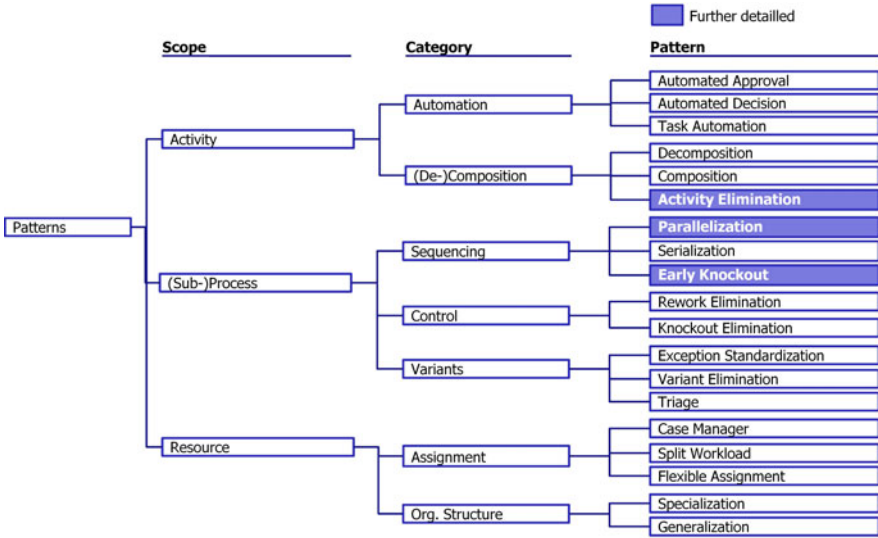 Further detailled
Scope Category Pattern
Automated Approval
Automation Automated Decision
Task Automation
Activity
Decomposition
(De-)Composition Composition
Activity Elimination
Patterns Parallelization
Sequencing Serialization
Early Knockout
(Sub-)Process
Rework Elimination
Control
Knockout Elimination
Exception Standardization
Variants Variant Elimination
Triage
Case Manager
Resource
Assignment Split Workload
Flexible Assignment
Specialization
Org. Structure
Generalization